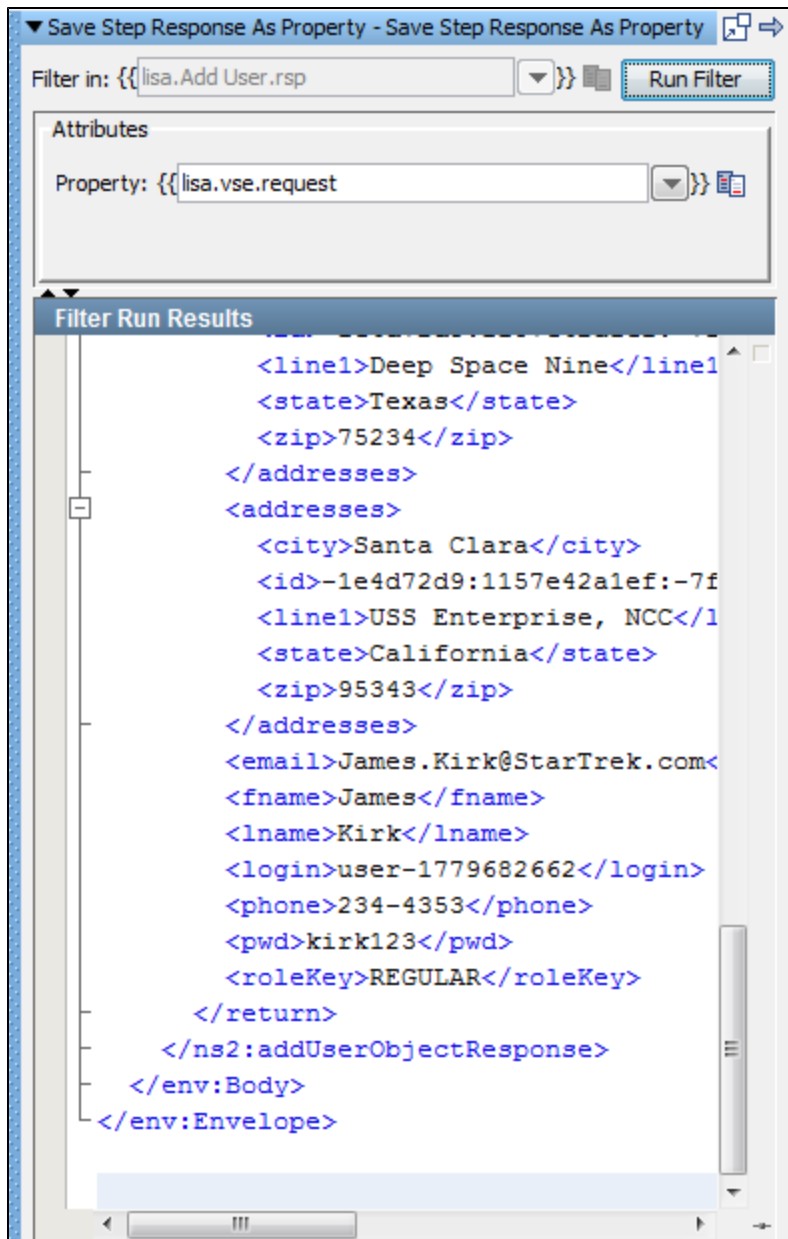 Save Step Response As Property - Save Step Response As Property
Filter in: {{lisa.Add User.rsp}} Run Filter
Attributes
Property: {{lisa.vse.request}}
Filter Run Results
<line1>Deep Space Nine</line1
<state>Texas</state>
<zip>75234</zip>
</addresses>
<addresses>
<city>Santa Clara</city>
<id>-1e4d72d9:1157e42a1ef:-7f
<line1>USS Enterprise, NCC</l
<state>California</state>
<zip>95343</zip>
</addresses>
<email>James.Kirk@StarTrek.com<
<fname>James</fname>
<lname>Kirk</lname>
<login>user-1779682662</login>
<phone>234-4353</phone>
<pwd>kirk123</pwd>
<roleKey>REGULAR</roleKey>
</return>
</ns2:addUserObjectResponse>
</env:Body>
</env:Envelope>